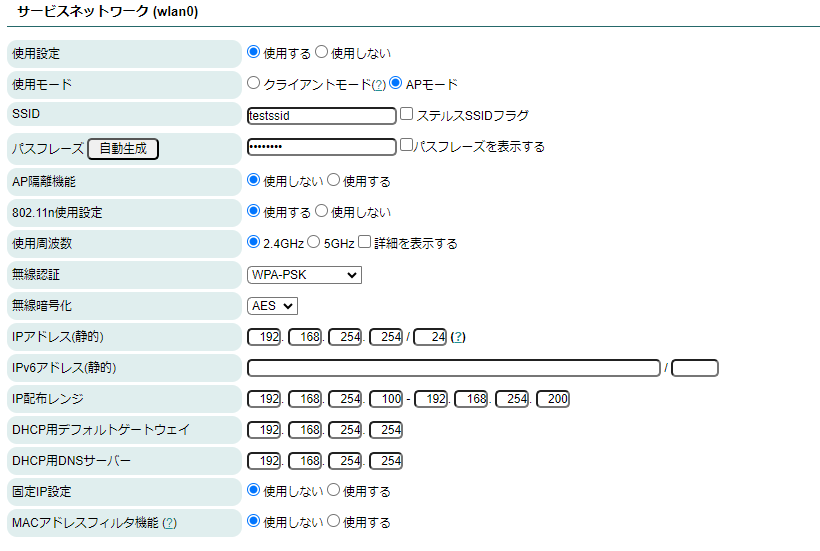 サービスネットワーク (wlan0)
使用設定 使用する 使用しない
使用モード クライアントモード(?) APモード
SSID testssid ステルスSSIDフラグ
パスフレーズ 自動生成 •••••••• パスフレーズを表示する
AP隔離機能 使用しない 使用する
802.11n使用設定 使用する 使用しない
使用周波数 2.4GHz 5GHz 詳細を表示する
無線認証 WPA-PSK
無線暗号化 AES
IPアドレス(静的) 192. 168. 254. 254 / 24 (?)
IPv6アドレス(静的) /
IP配布レンジ 192. 168. 254. 100 - 192. 168. 254. 200
DHCP用デフォルトゲートウェイ 192. 168. 254. 254
DHCP用DNSサーバー 192. 168. 254. 254
固定IP設定 使用しない 使用する
MACアドレスフィルタ機能 (?) 使用しない 使用する